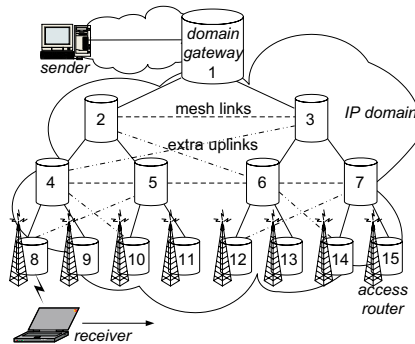 domain
gateway
1
sender
mesh links
2
3
IP domain
extra uplinks
4
5
6
7
8
9
10
11
12
13
14
15
access
router
receiver